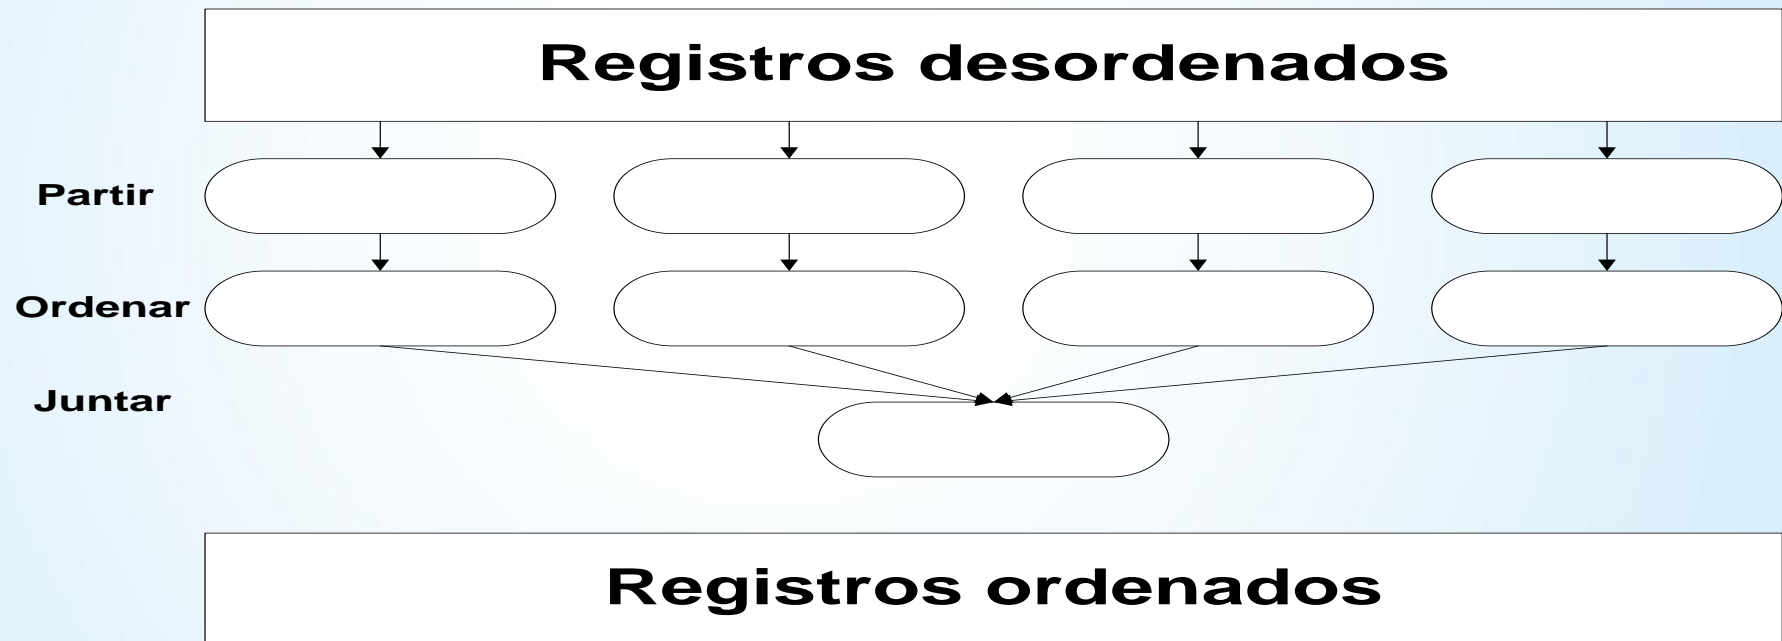 Registros desordenados
Partir
Ordenar
Juntar
Registros ordenados